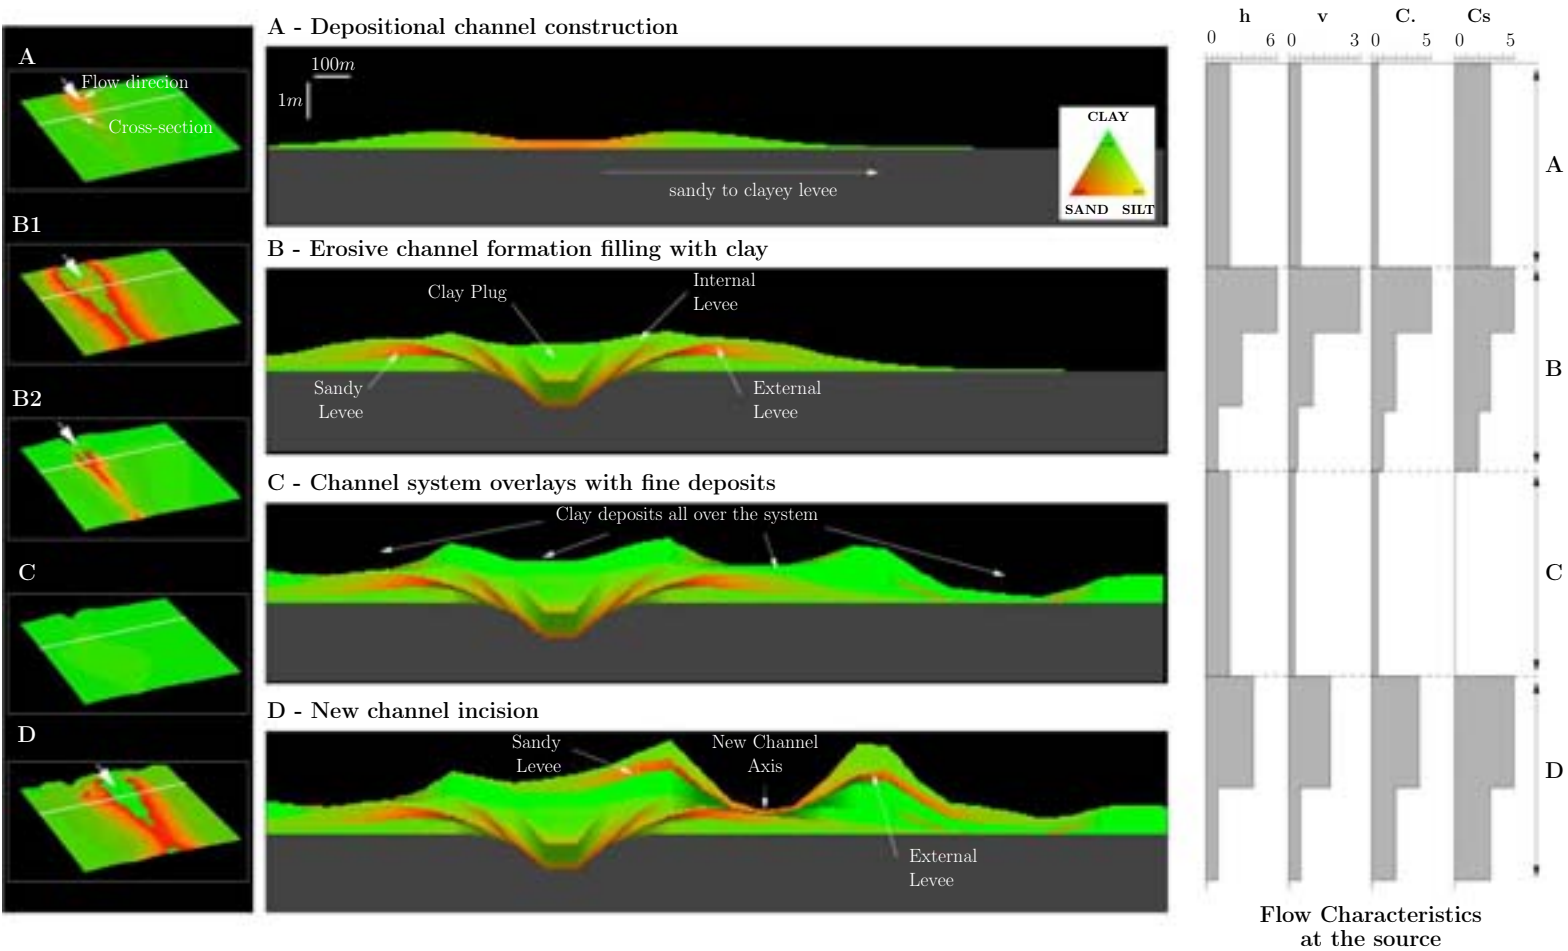 A
Flow direcion
Cross-section
B1
B2
C
D
A - Depositional channel construction
100m
1m
CLAY
SAND SILT
sandy to clayey levee
B - Erosive channel formation filling with clay
Clay Plug
Internal
Levee
Sandy
Levee
External
Levee
C - Channel system overlays with fine deposits
Clay deposits all over the system
D - New channel incision
Sandy
Levee
New Channel
Axis
External
Levee
h v C. Cs
0 6 0 3 0 5 0 5
A
B
C
D
Flow Characteristics
at the source